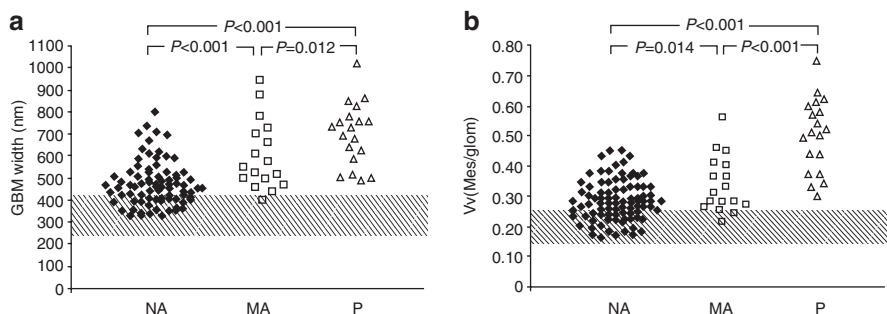 a
P<0.001
P<0.001
P=0.012
GBM width (nm)
1100
1000
900
800
700
600
500
400
300
200
100
0
NA
MA
P
b
P<0.001
P=0.014
P<0.001
Vv(Mes/glom)
0.80
0.60
0.50
0.40
0.30
0.20
0.10
0
NA
MA
P